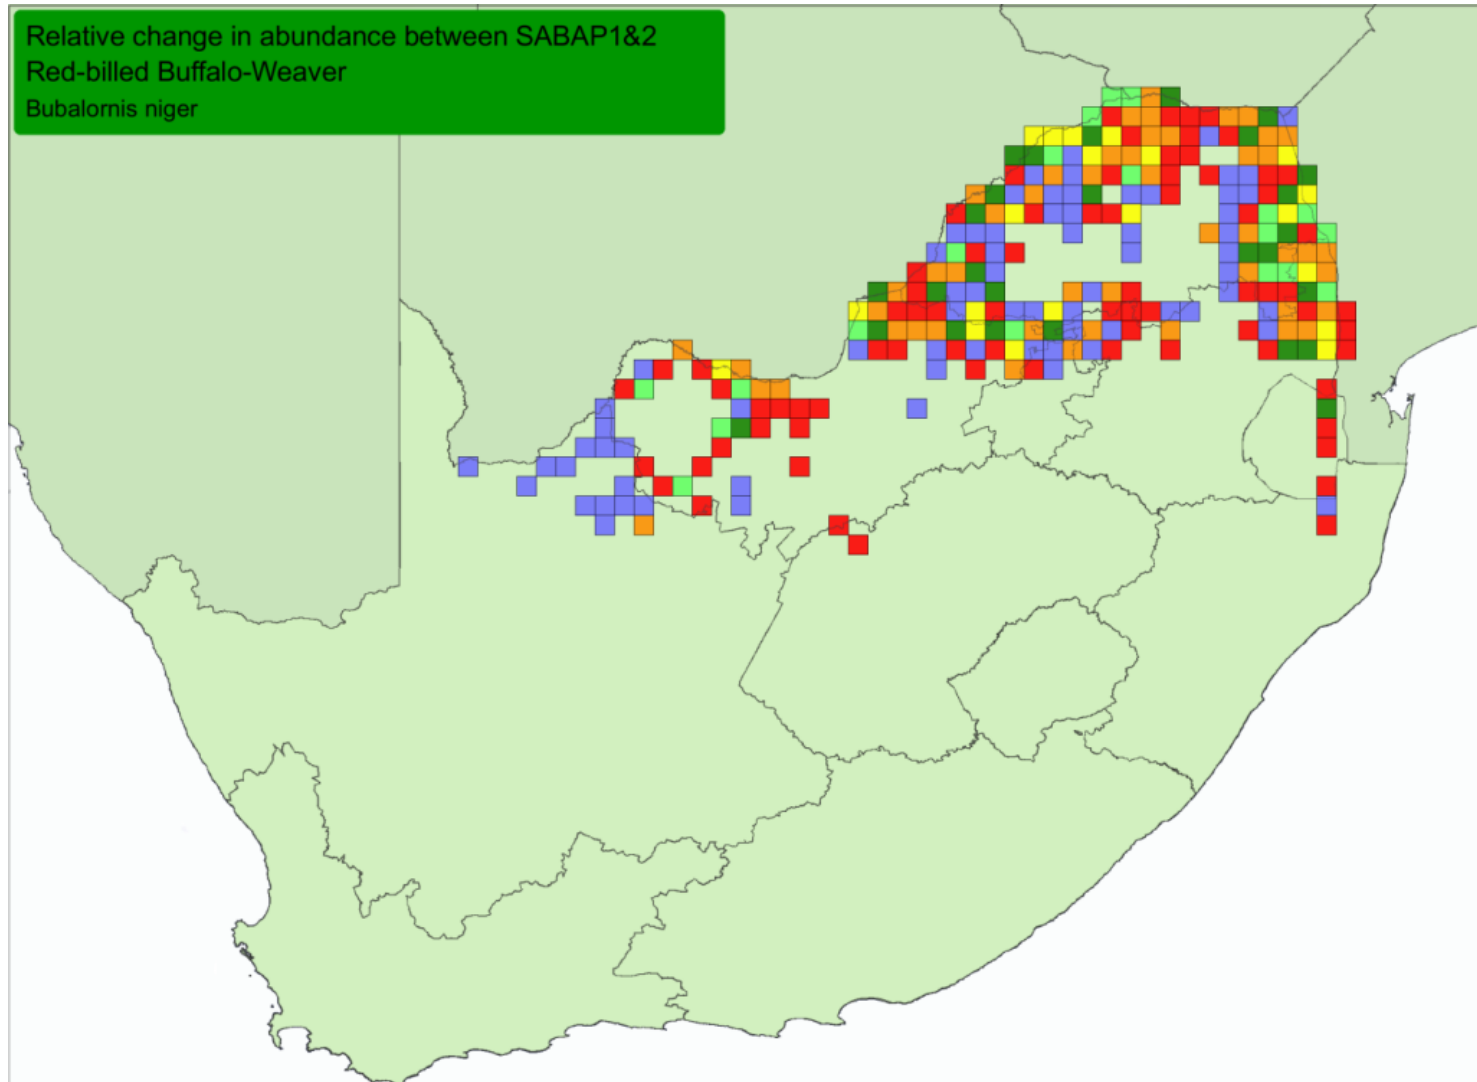 Relative change in abundance between SABAP1&2
Red-billed Buffalo-Weaver
Bubalornis niger